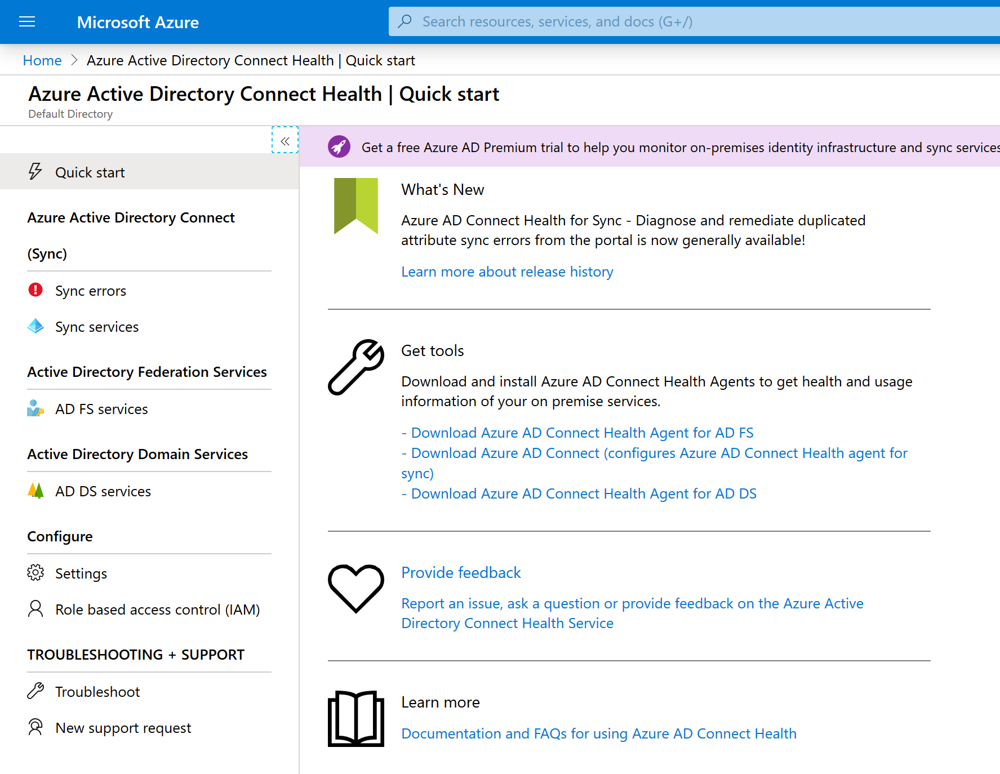 Microsoft Azure
Search resources, services, and docs (G+/)
Home > Azure Active Directory Connect Health | Quick start
Azure Active Directory Connect Health | Quick start
Default Directory
«
Quick start
Azure Active Directory Connect
(Sync)
Sync errors
Sync services
Active Directory Federation Services
AD FS services
Active Directory Domain Services
AD DS services
Configure
Settings
Role based access control (IAM)
TROUBLESHOOTING + SUPPORT
Troubleshoot
New support request
Get a free Azure AD Premium trial to help you monitor on-premises identity infrastructure and sync services
What's New
Azure AD Connect Health for Sync - Diagnose and remediate duplicated
attribute sync errors from the portal is now generally available!
Learn more about release history
Get tools
Download and install Azure AD Connect Health Agents to get health and usage
information of your on premise services.
- Download Azure AD Connect Health Agent for AD FS
- Download Azure AD Connect (configures Azure AD Connect Health agent for
sync)
- Download Azure AD Connect Health Agent for AD DS
Provide feedback
Report an issue, ask a question or provide feedback on the Azure Active
Directory Connect Health Service
Learn more
Documentation and FAQs for using Azure AD Connect Health